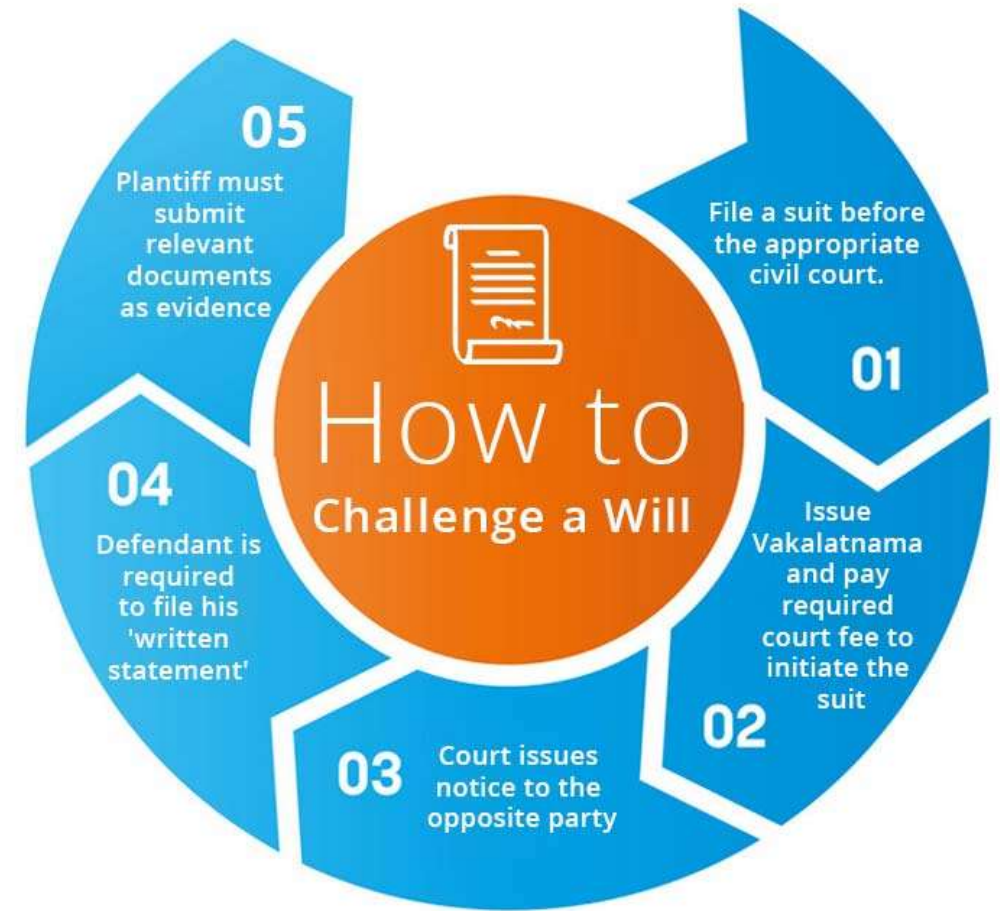 How to
Challenge a Will
File a suit before
the appropriate
civil court.
01
Issue
Vakalatnama
and pay
required
court fee to
initiate the
suit
02
03
Court issues
notice to the
opposite party
04
Defendant is
required
to file his
'written
statement'
05
Plantiff must
submit
relevant
documents
as evidence